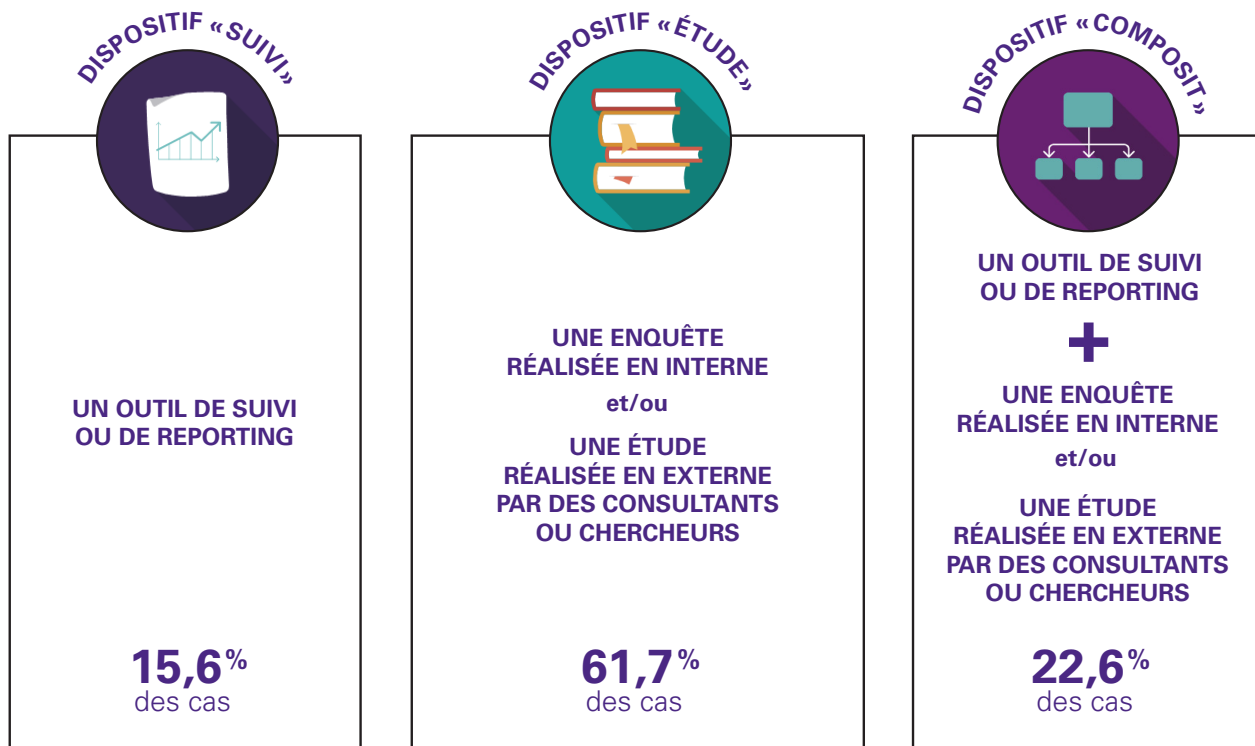 DISPOSITIF « SUIVI »
UN OUTIL DE SUIVI
OU DE REPORTING
15,6 %
des cas
DISPOSITIF « ÉTUDE »
UNE ENQUÊTE
RÉALISÉE EN INTERNE
et/ou
UNE ÉTUDE
RÉALISÉE EN EXTERNE
PAR DES CONSULTANTS
OU CHERCHEURS
61,7 %
des cas
DISPOSITIF « COMPOSIT »
UN OUTIL DE SUIVI
OU DE REPORTING
+
UNE ENQUÊTE
RÉALISÉE EN INTERNE
et/ou
UNE ÉTUDE
RÉALISÉE EN EXTERNE
PAR DES CONSULTANTS
OU CHERCHEURS
22,6 %
des cas